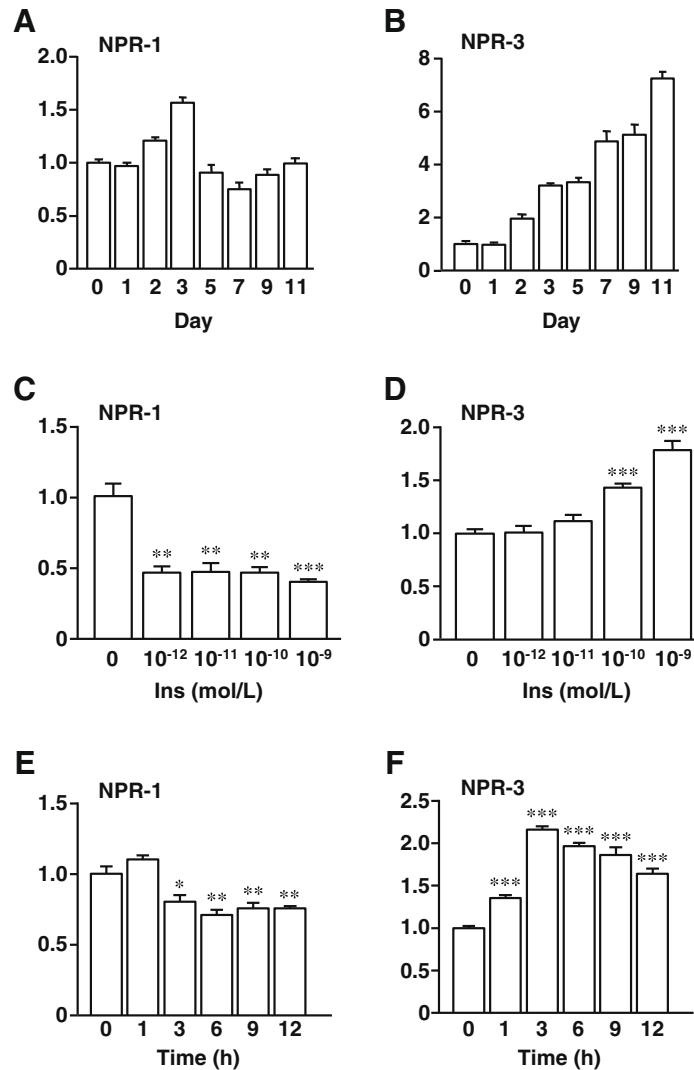 A
NPR-1
2.0
1.5
1.0
0.5
0
0 1 2 3 5 7 9 11
Day
B
NPR-3
8
6
4
2
0
0 1 2 3 5 7 9 11
Day
C
NPR-1
1.5
1.0
0.5
0
** ** ** ***
0 10⁻¹² 10⁻¹¹ 10⁻¹⁰ 10⁻⁹
Ins (mol/L)
D
NPR-3
2.0
1.5
1.0
0.5
0
*** ***
0 10⁻¹² 10⁻¹¹ 10⁻¹⁰ 10⁻⁹
Ins (mol/L)
E
NPR-1
1.5
1.0
0.5
0
* ** ** **
0 1 3 6 9 12
Time (h)
F
NPR-3
2.5
2.0
1.5
1.0
0.5
0
*** *** *** *** ***
0 1 3 6 9 12
Time (h)